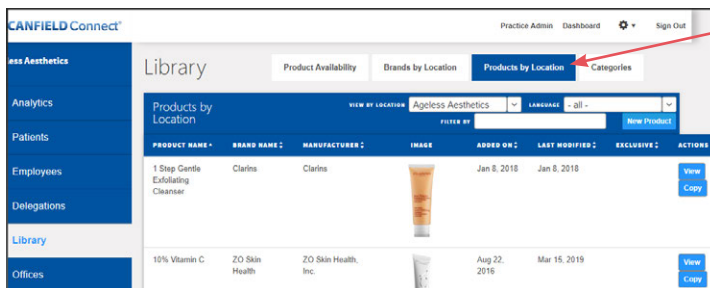 CANFIELD Connect®
Practice Admin Dashboard Sign Out
less Aesthetics
Library
Product Availability Brands by Location Products by Location Categories
Analytics
Patients
Employees
Delegations
Library
Offices
Products by
Location
VIEW BY LOCATION Ageless Aesthetics LANGUAGE - all -
FILTER BY New Product
PRODUCT NAME BRAND NAME MANUFACTURER IMAGE ADDED ON LAST MODIFIED EXCLUSIVE ACTIONS
1 Step Gentle Clarins Clarins Jan 8, 2018 Jan 8, 2018 View
Exfoliating Copy
Cleanser
10% Vitamin C ZO Skin ZO Skin Health, Aug 22, Mar 15, 2019 View
Health Inc. 2016 Copy